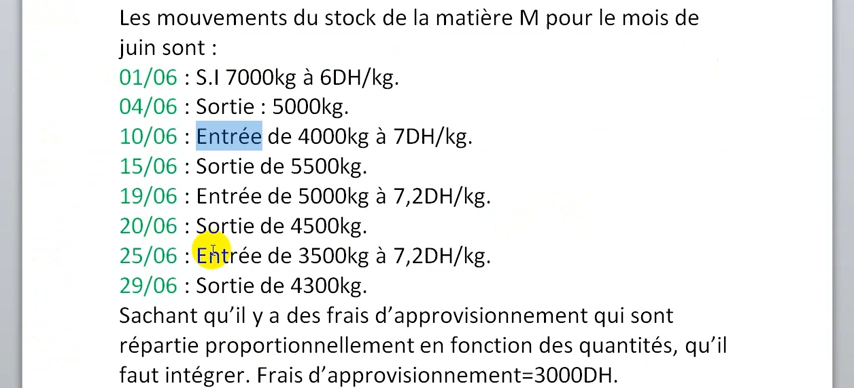 Les mouvements du stock de la matière M pour le mois de
juin sont :
01/06 : S.I 7000kg à 6DH/kg.
04/06 : Sortie : 5000kg.
10/06 : Entrée de 4000kg à 7DH/kg.
15/06 : Sortie de 5500kg.
19/06 : Entrée de 5000kg à 7,2DH/kg.
20/06 : Sortie de 4500kg.
25/06 : Entrée de 3500kg à 7,2DH/kg.
29/06 : Sortie de 4300kg.
Sachant qu'il y a des frais d'approvisionnement qui sont
répartie proportionnellement en fonction des quantités, qu'il
faut intégrer. Frais d'approvisionnement=3000DH.